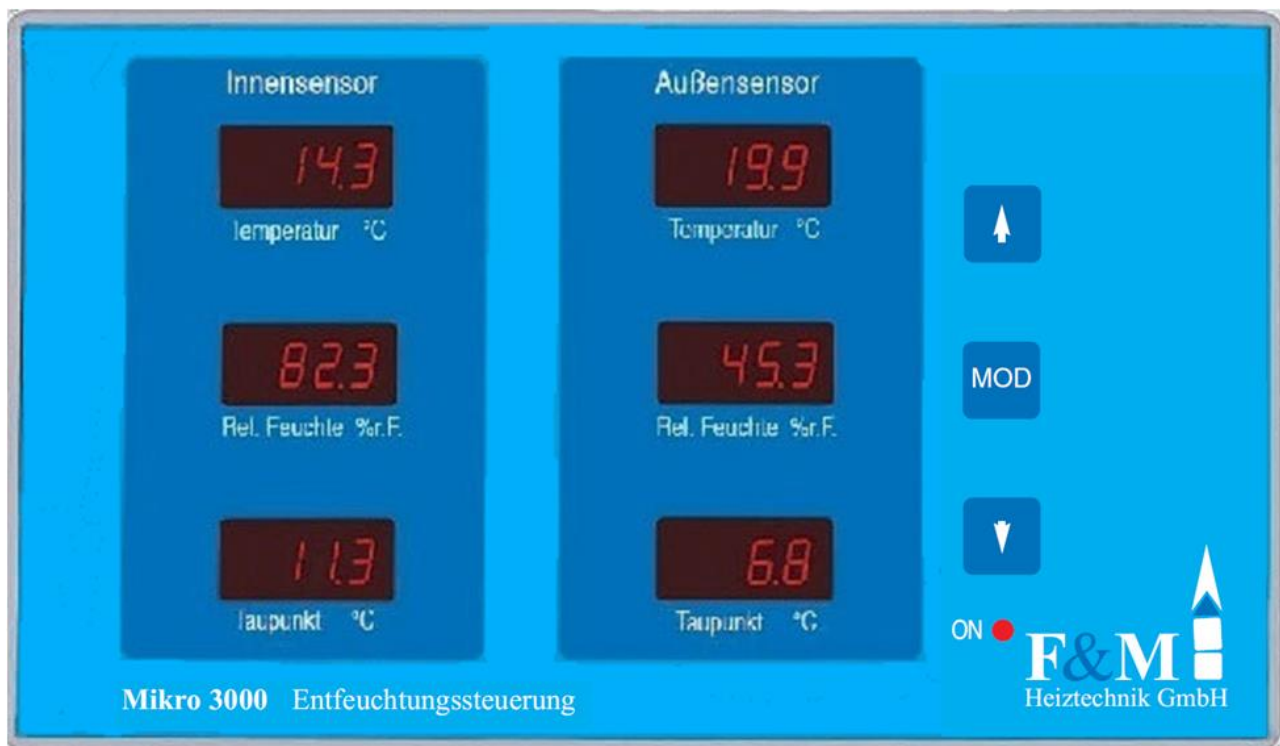 Innensensor
14.3
Temperatur °C
82.3
Rel. Feuchte %r.F.
11.3
Taupunkt °C
Außensensor
19.9
Temperatur °C
45.3
Rel. Feuchte %r.F.
6.8
Taupunkt °C
MOD
ON
F&M
Heiztechnik GmbH
Mikro 3000 Entfeuchtungssteuerung